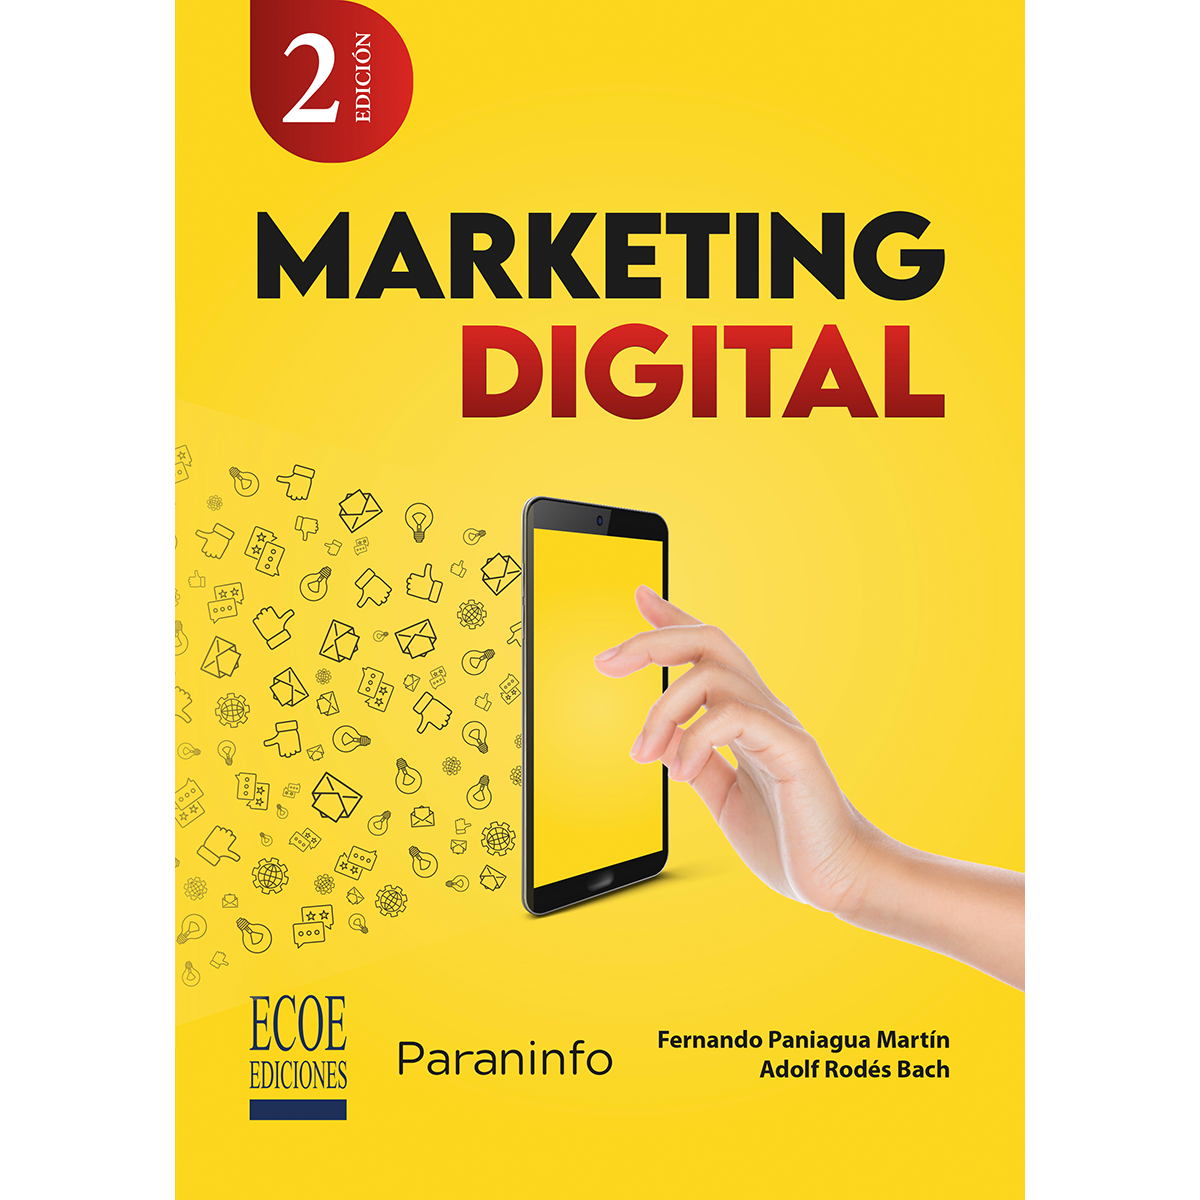 2
EDICIÓN
MARKETING
DIGITAL
ECOE
EDICIONES
Paraninfo
Fernando Paniagua Martín
Adolf Rodés Bach